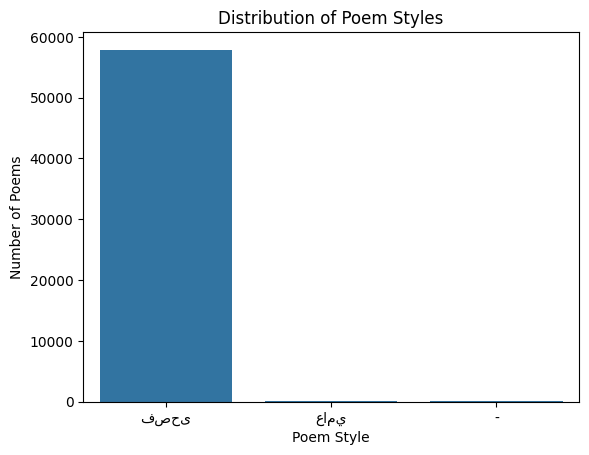 Distribution of Poem Styles
Number of Poems
60000
50000
40000
30000
20000
10000
0
فصحى
عامي
-
Poem Style